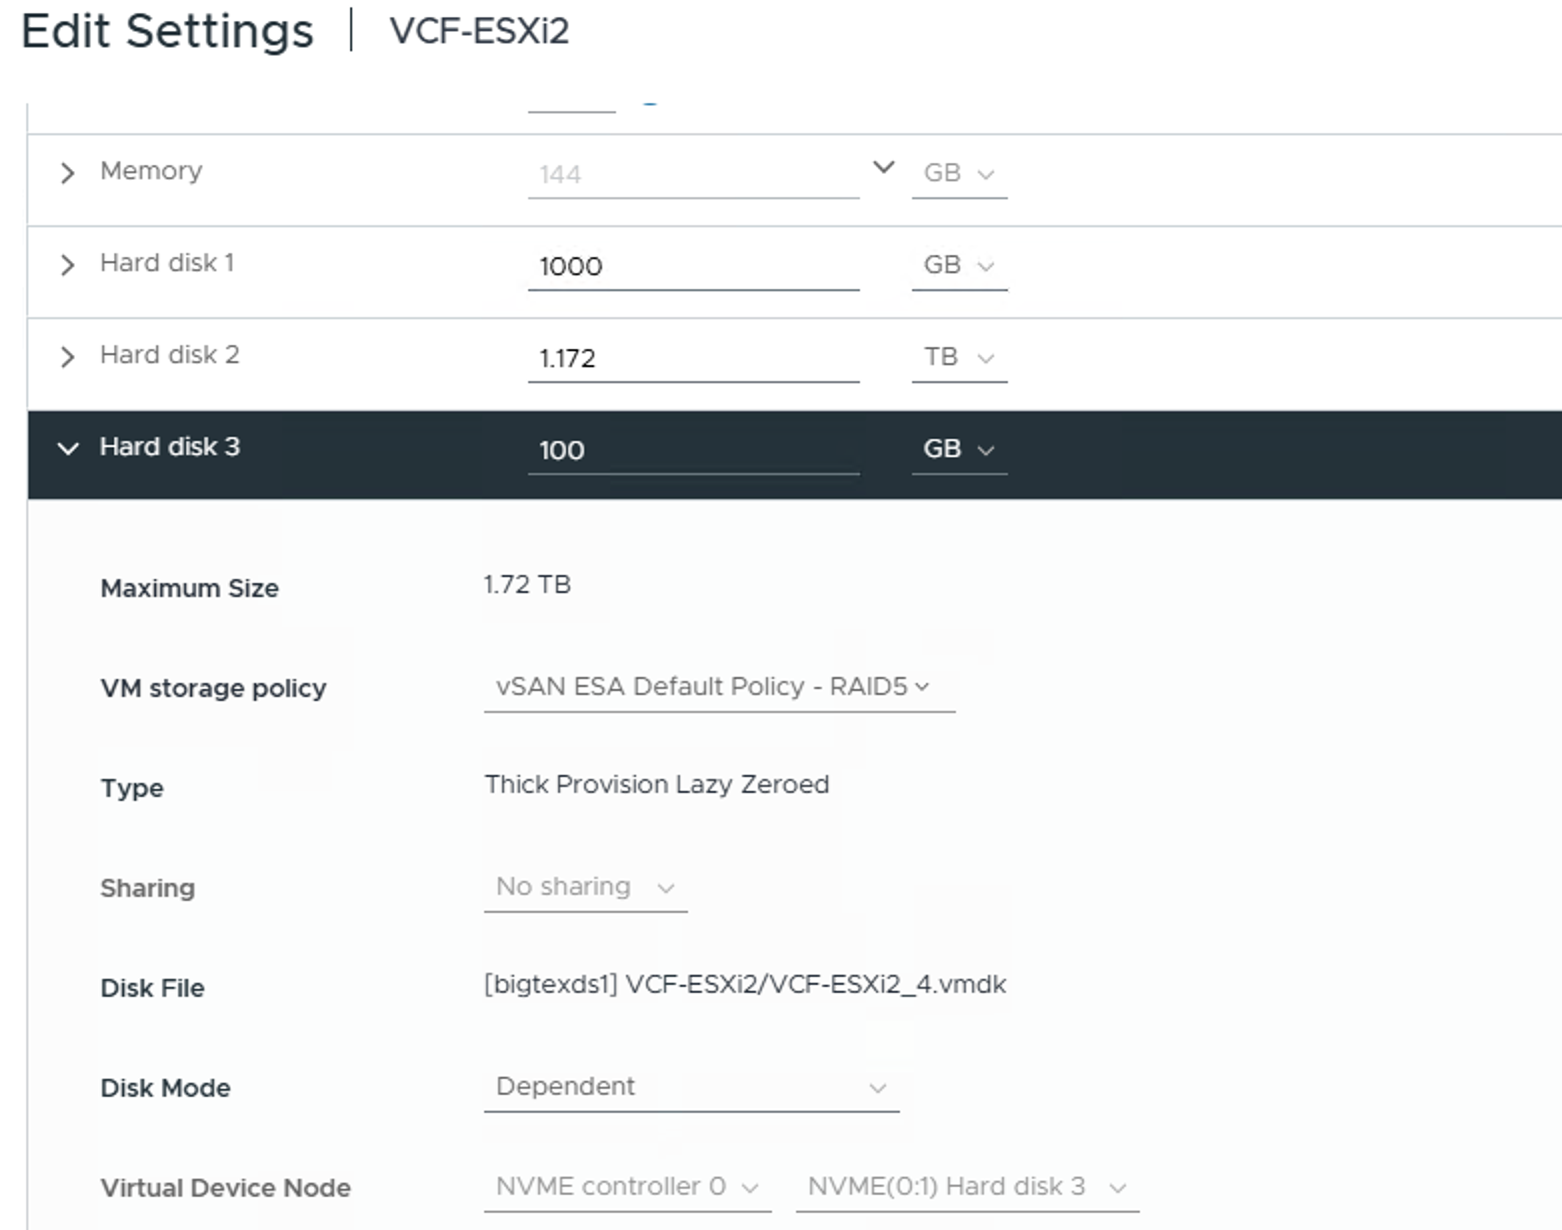 Edit Settings | VCF-ESXi2
Memory 144 GB
Hard disk 1 1000 GB
Hard disk 2 1.172 TB
Hard disk 3 100 GB
Maximum Size 1.72 TB
VM storage policy vSAN ESA Default Policy - RAID5
Type Thick Provision Lazy Zeroed
Sharing No sharing
Disk File [bigtexds1] VCF-ESXi2/VCF-ESXi2_4.vmdk
Disk Mode Dependent
Virtual Device Node NVME controller 0 NVME(0:1) Hard disk 3